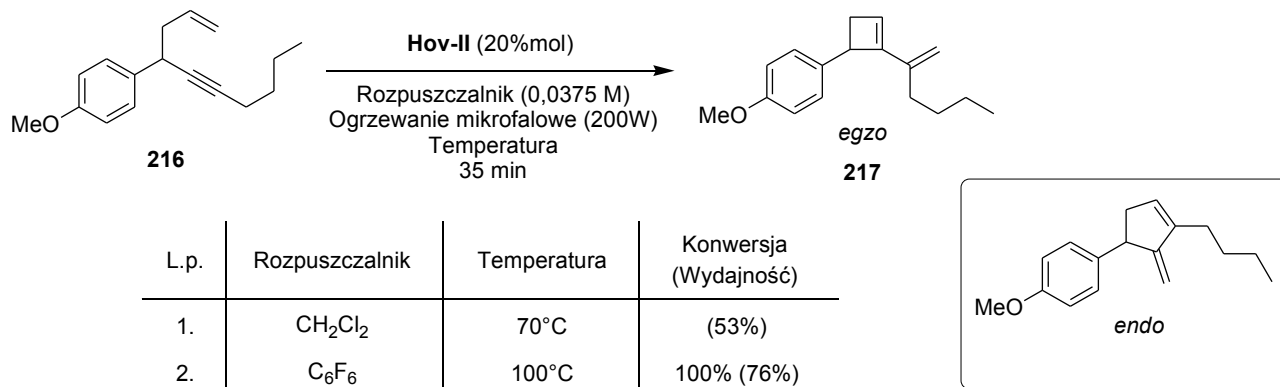 MeO
216
Hov-II (20%mol)
Rozpuszczalnik (0,0375 M)
Ogrzewanie mikrofalowe (200W)
Temperatura
35 min
egzo
217
MeO
L.p. Rozpuszczalnik Temperatura Konwersja (Wydajność)
1. CH₂Cl₂ 70°C (53%)
2. C₆F₆ 100°C 100% (76%)
MeO
endo